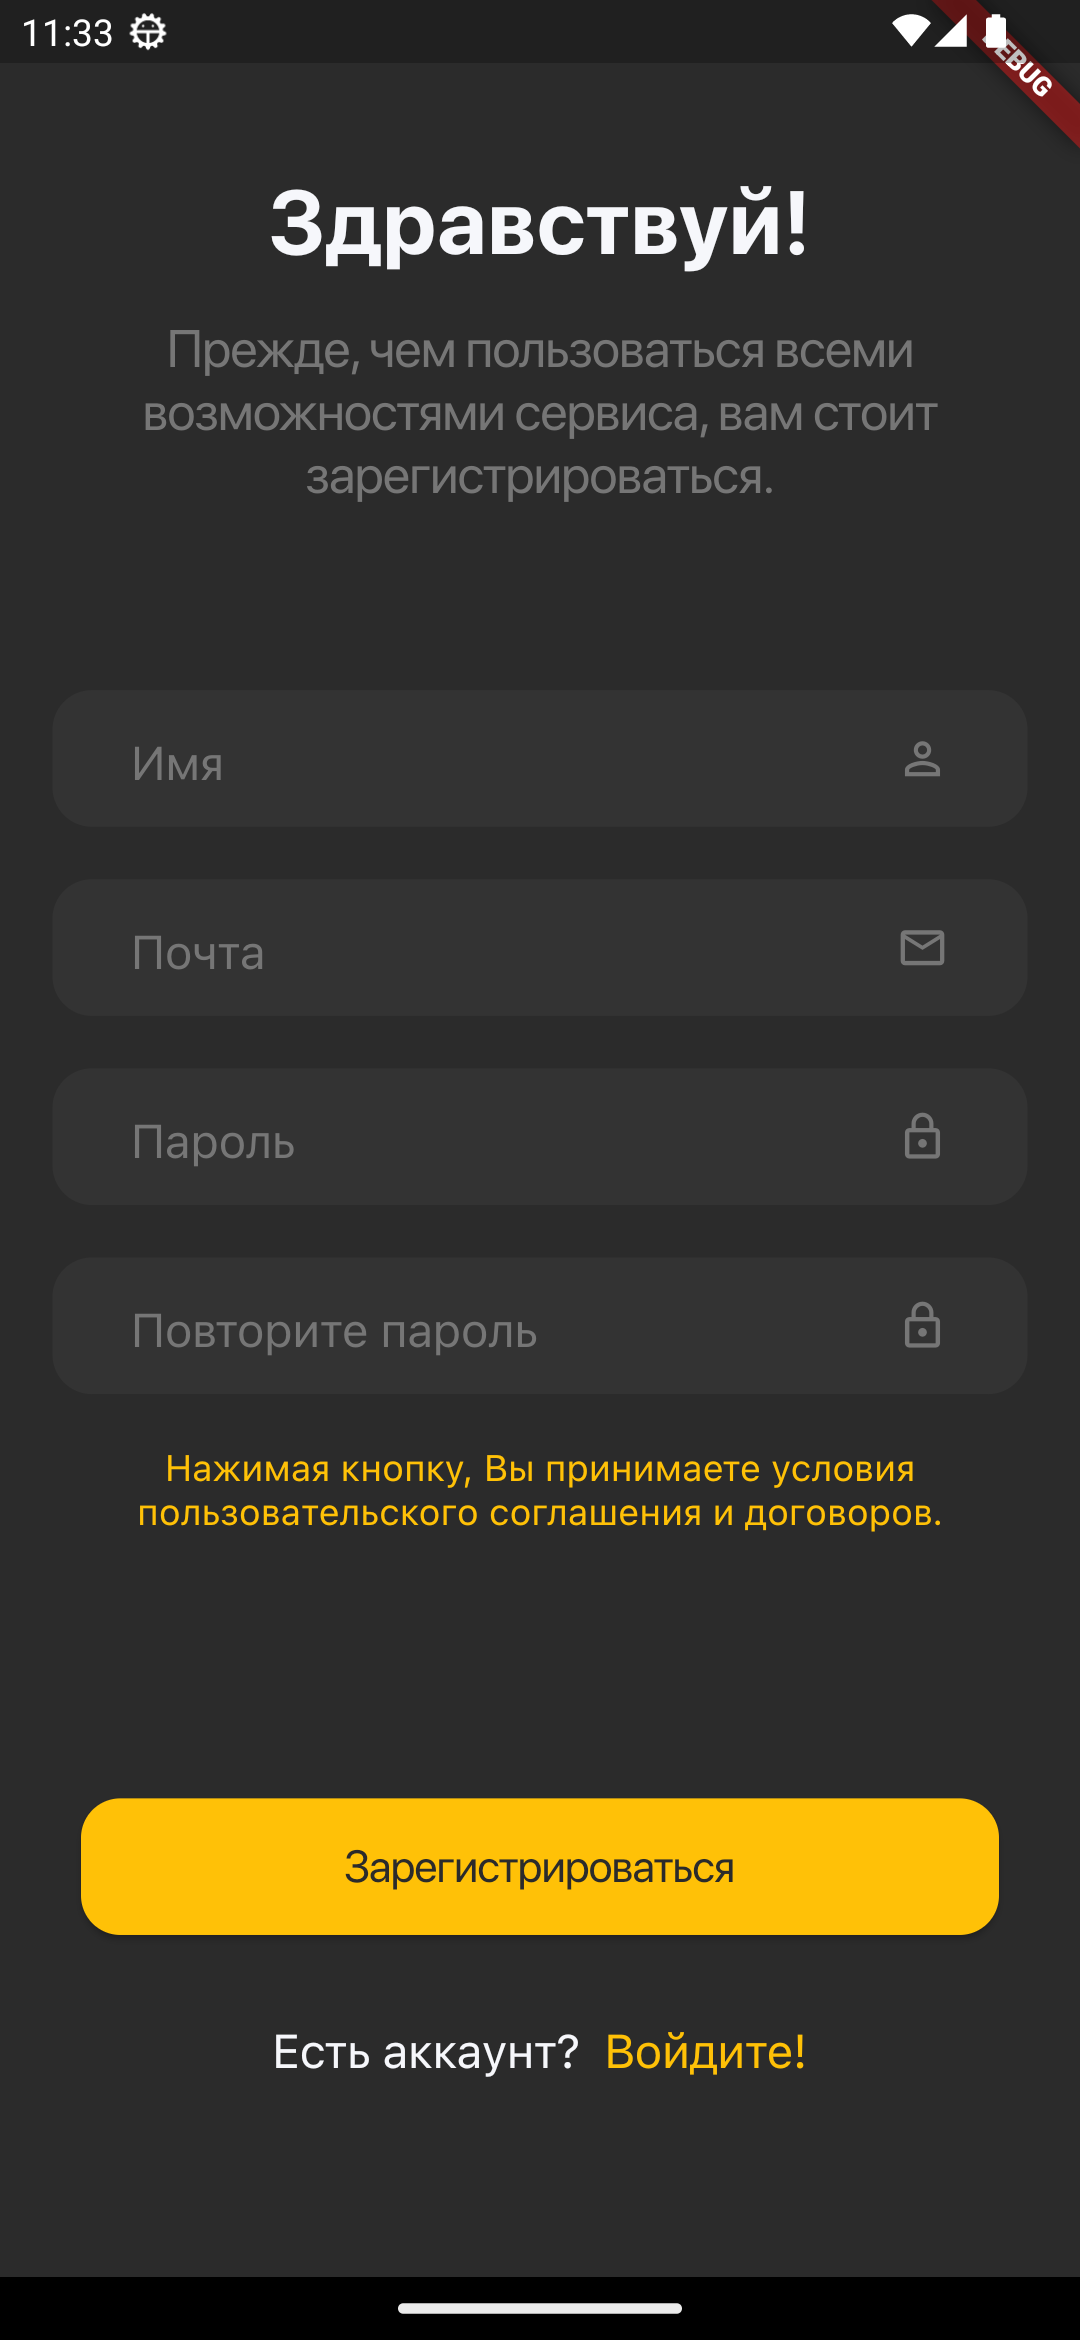 11:33
DEBUG
Здравствуй!
Прежде, чем пользоваться всеми
возможностями сервиса, вам стоит
зарегистрироваться.
Имя
Почта
Пароль
Повторите пароль
Нажимая кнопку, Вы принимаете условия
пользовательского соглашения и договоров.
Зарегистрироваться
Есть аккаунт? Войдите!